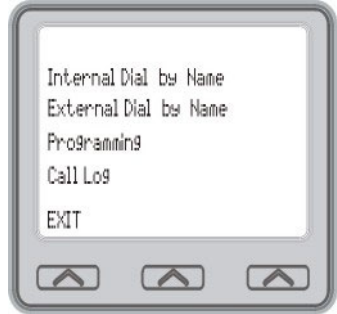 Internal Dial by Name
External Dial by Name
Programming
Call Log
EXIT